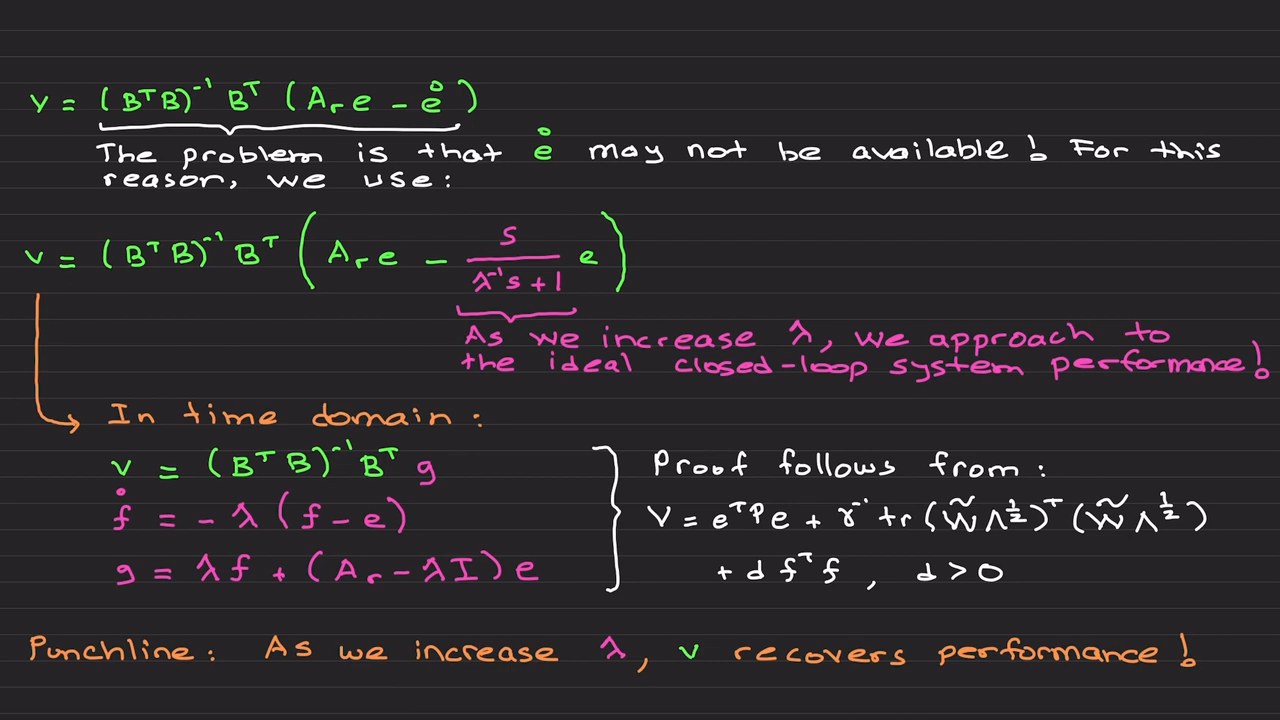 v = (BᵀB)⁻¹ Bᵀ (Aᵣe − ė)
The problem is that ė may not be available! For this
reason, we use:
v = (BᵀB)⁻¹ Bᵀ (Aᵣe − s/(λ⁻¹s + 1) e)
As we increase λ, we approach to
the ideal closed-loop system performance!
In time domain:
v = (BᵀB)⁻¹Bᵀ g
ḟ = −λ(f − e)
g = λf + (Aᵣ − λI)e
Proof follows from:
V = eᵀPe + γ⁻¹ tr(W̃Λ^½)ᵀ(W̃Λ^½)
+ d fᵀf, d > 0
Punchline: As we increase λ, v recovers performance!